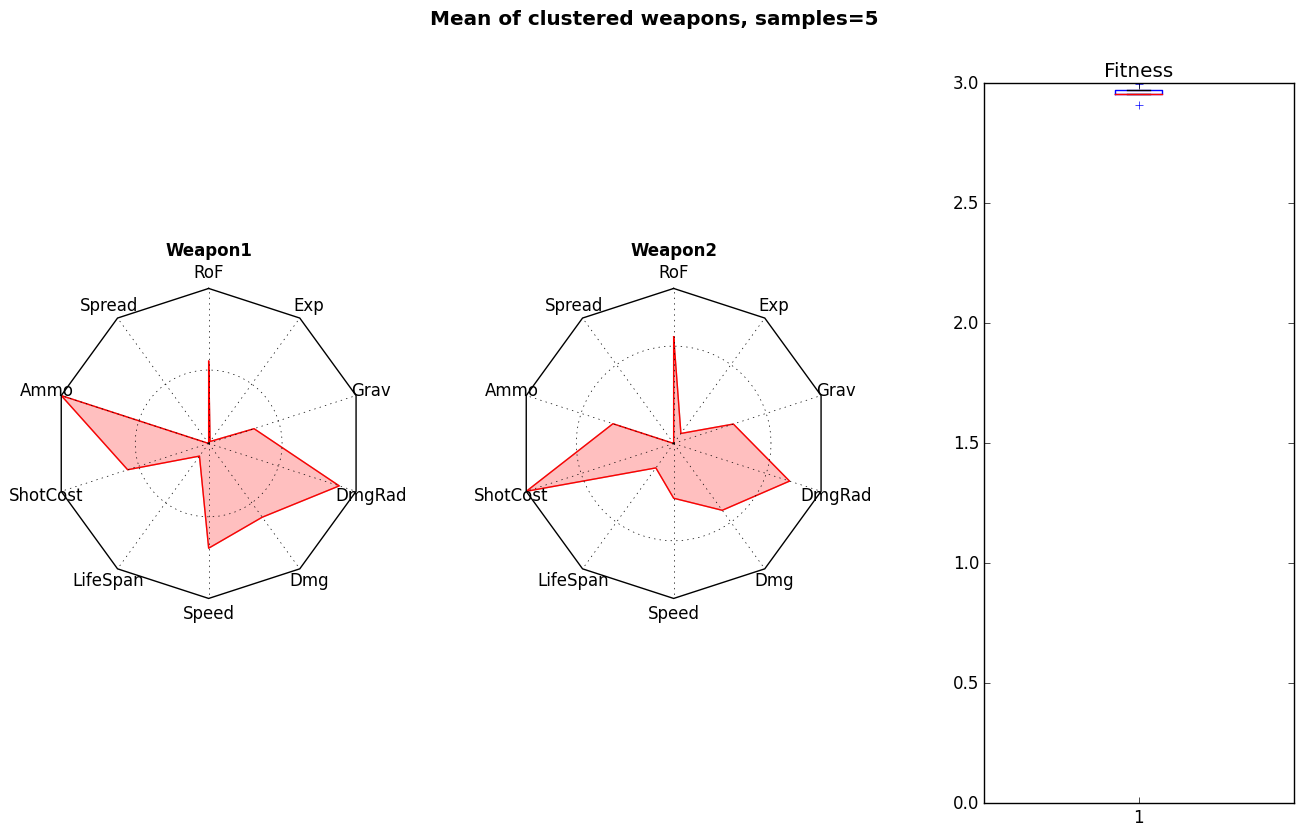 Mean of clustered weapons, samples=5
Weapon1
RoF
Spread
Exp
Ammo
Grav
ShotCost
DmgRad
LifeSpan
Dmg
Speed
Weapon2
RoF
Spread
Exp
Ammo
Grav
ShotCost
DmgRad
LifeSpan
Dmg
Speed
Fitness
3.0
2.5
2.0
1.5
1.0
0.5
0.0
1